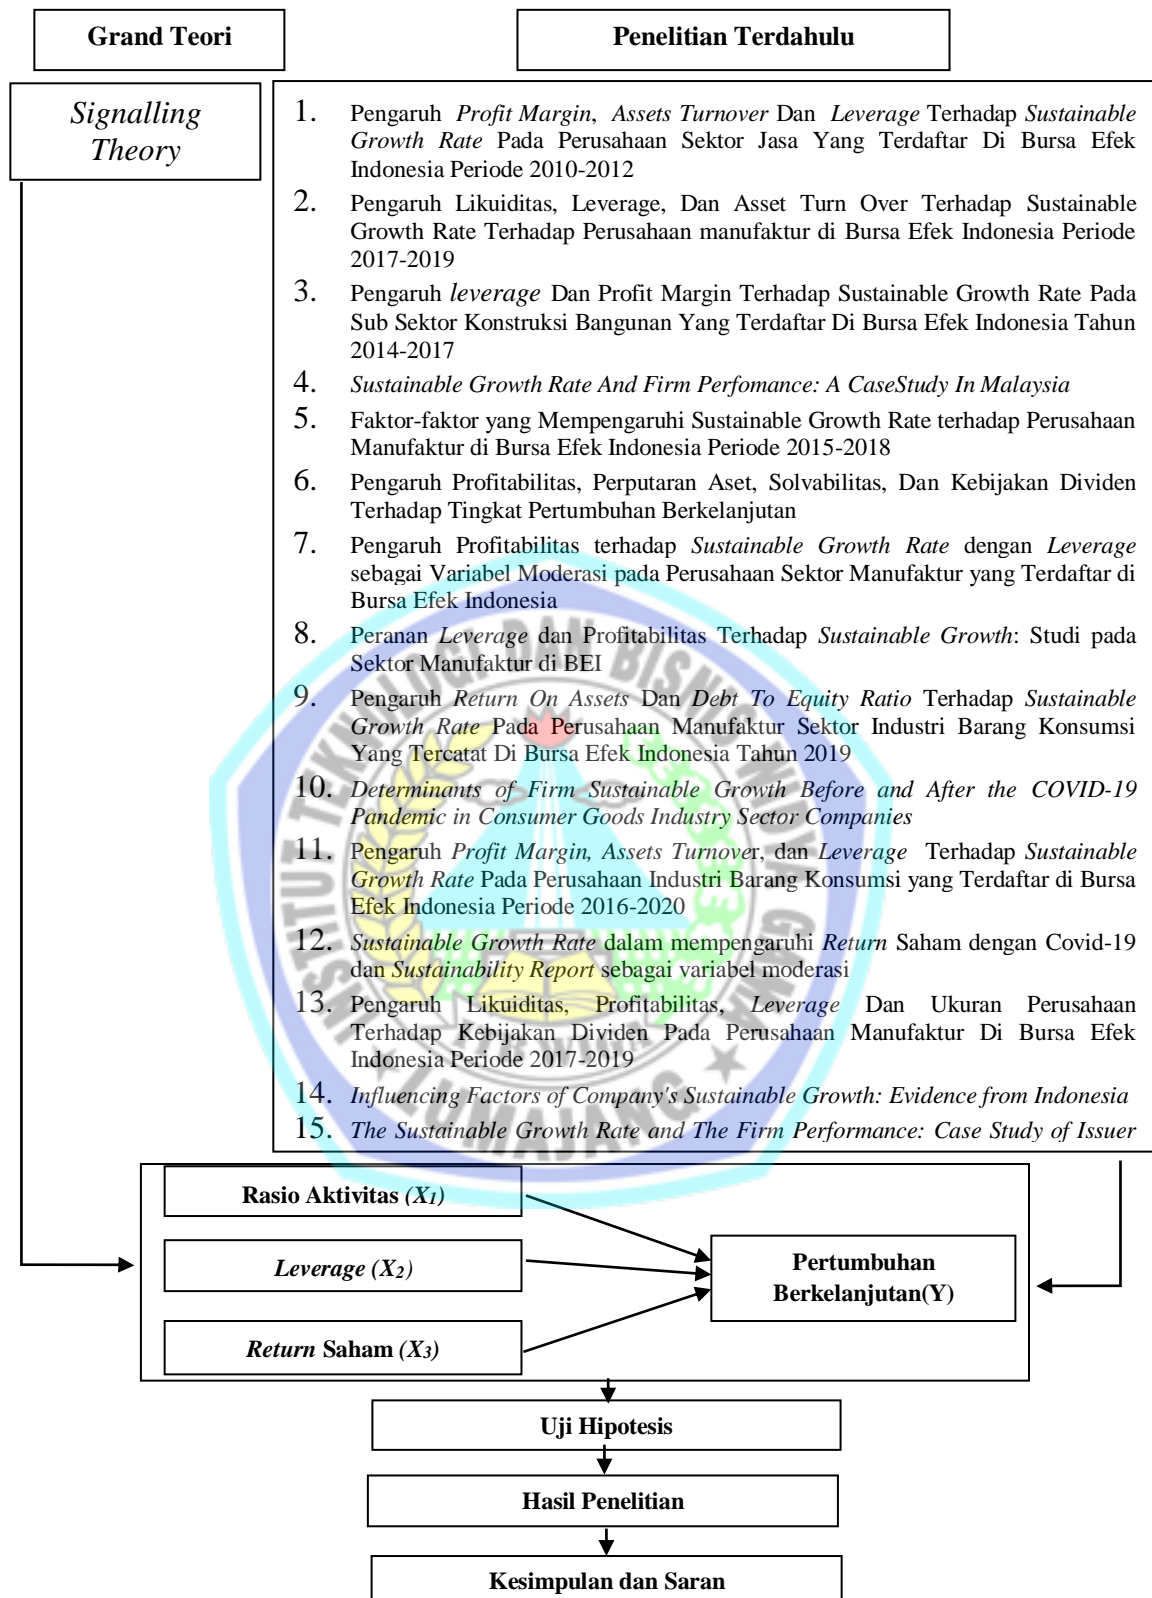 Grand Teori
Penelitian Terdahulu
Signalling
Theory
1. Pengaruh Profit Margin, Assets Turnover Dan Leverage Terhadap Sustainable
Growth Rate Pada Perusahaan Sektor Jasa Yang Terdaftar Di Bursa Efek
Indonesia Periode 2010-2012
2. Pengaruh Likuiditas, Leverage, Dan Asset Turn Over Terhadap Sustainable
Growth Rate Terhadap Perusahaan manufaktur di Bursa Efek Indonesia Periode
2017-2019
3. Pengaruh leverage Dan Profit Margin Terhadap Sustainable Growth Rate Pada
Sub Sektor Konstruksi Bangunan Yang Terdaftar Di Bursa Efek Indonesia Tahun
2014-2017
4. Sustainable Growth Rate And Firm Perfomance: A CaseStudy In Malaysia
5. Faktor-faktor yang Mempengaruhi Sustainable Growth Rate terhadap Perusahaan
Manufaktur di Bursa Efek Indonesia Periode 2015-2018
6. Pengaruh Profitabilitas, Perputaran Aset, Solvabilitas, Dan Kebijakan Dividen
Terhadap Tingkat Pertumbuhan Berkelanjutan
7. Pengaruh Profitabilitas terhadap Sustainable Growth Rate dengan Leverage
sebagai Variabel Moderasi pada Perusahaan Sektor Manufaktur yang Terdaftar di
Bursa Efek Indonesia
8. Peranan Leverage dan Profitabilitas Terhadap Sustainable Growth: Studi pada
Sektor Manufaktur di BEI
9. Pengaruh Return On Assets Dan Debt To Equity Ratio Terhadap Sustainable
Growth Rate Pada Perusahaan Manufaktur Sektor Industri Barang Konsumsi
Yang Tercatat Di Bursa Efek Indonesia Tahun 2019
10. Determinants of Firm Sustainable Growth Before and After the COVID-19
Pandemic in Consumer Goods Industry Sector Companies
11. Pengaruh Profit Margin, Assets Turnover, dan Leverage Terhadap Sustainable
Growth Rate Pada Perusahaan Industri Barang Konsumsi yang Terdaftar di Bursa
Efek Indonesia Periode 2016-2020
12. Sustainable Growth Rate dalam mempengaruhi Return Saham dengan Covid-19
dan Sustainability Report sebagai variabel moderasi
13. Pengaruh Likuiditas, Profitabilitas, Leverage Dan Ukuran Perusahaan
Terhadap Kebijakan Dividen Pada Perusahaan Manufaktur Di Bursa Efek
Indonesia Periode 2017-2019
14. Influencing Factors of Company's Sustainable Growth: Evidence from Indonesia
15. The Sustainable Growth Rate and The Firm Performance: Case Study of Issuer
INSTITUT TEKNOLOGI DAN BISNIS WIDYA GAMA
LUMAJANG
Rasio Aktivitas (X1)
Leverage (X2)
Return Saham (X3)
Pertumbuhan
Berkelanjutan(Y)
Uji Hipotesis
Hasil Penelitian
Kesimpulan dan Saran